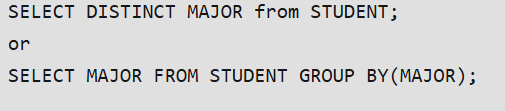 SELECT DISTINCT MAJOR from STUDENT;
or
SELECT MAJOR FROM STUDENT GROUP BY(MAJOR);